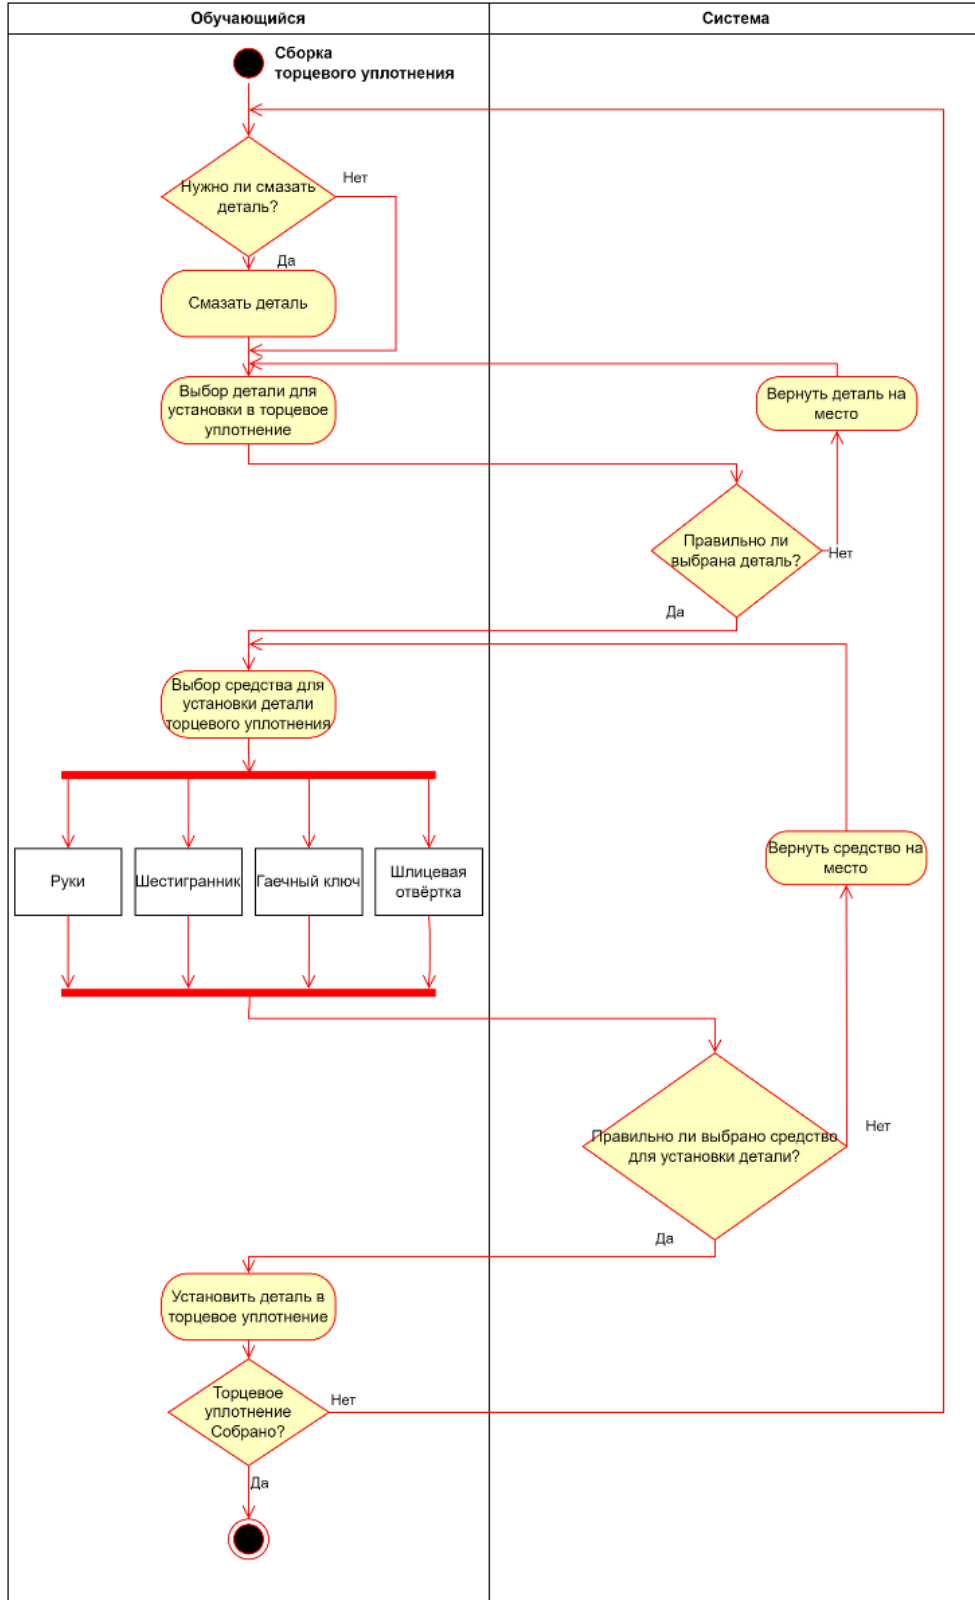 Обучающийся
Система
Сборка
торцевого уплотнения
Нужно ли смазать
деталь?
Нет
Да
Смазать деталь
Выбор детали для
установки в торцевое
уплотнение
Вернуть деталь на
место
Правильно ли
выбрана деталь?
Нет
Да
Выбор средства для
установки детали
торцевого уплотнения
Руки
Шестигранник
Гаечный ключ
Шлицевая
отвёртка
Вернуть средство на
место
Правильно ли выбрано средство
для установки детали?
Нет
Да
Установить деталь в
торцевое уплотнение
Торцевое
уплотнение
Собрано?
Нет
Да